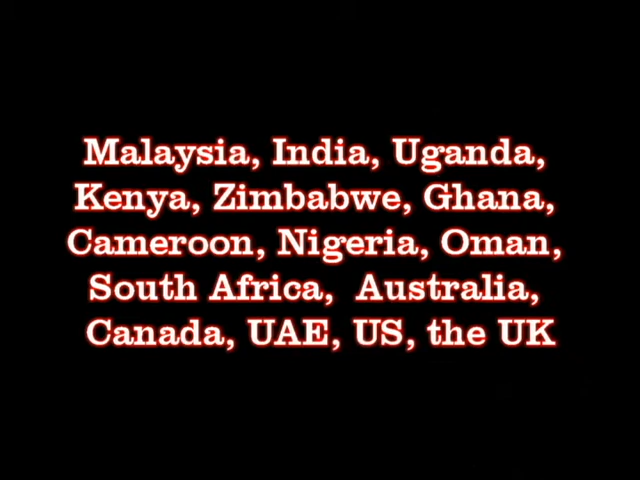 Malaysia, India, Uganda,
Kenya, Zimbabwe, Ghana,
Cameroon, Nigeria, Oman,
South Africa,  Australia,
Canada, UAE, US, the UK